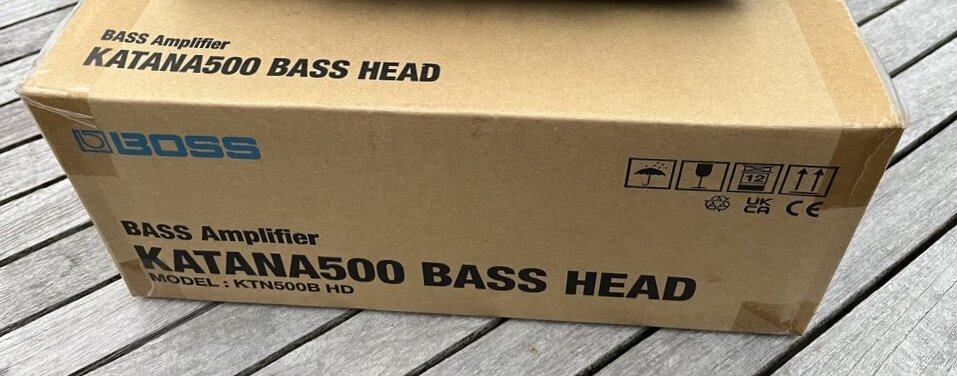 BASS Amplifier
KATANA500 BASS HEAD
BOSS
12
UK
CA
CE
BASS Amplifier
KATANA500 BASS HEAD
MODEL : KTN500B HD